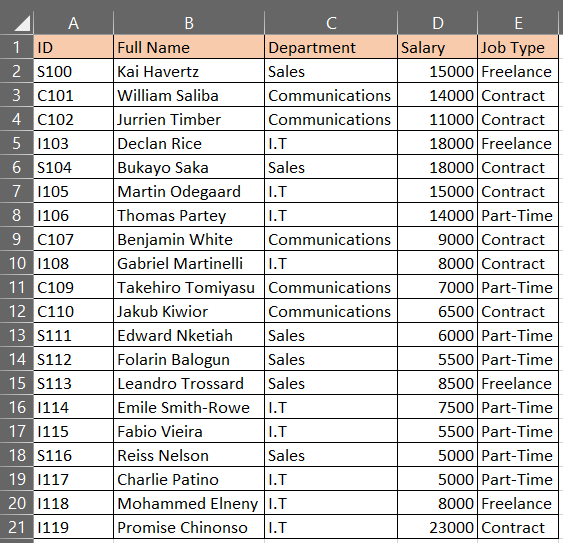 A B C D E
1 ID Full Name Department Salary Job Type
2 S100 Kai Havertz Sales 15000 Freelance
3 C101 William Saliba Communications 14000 Contract
4 C102 Jurrien Timber Communications 11000 Contract
5 I103 Declan Rice I.T 18000 Freelance
6 S104 Bukayo Saka Sales 18000 Contract
7 I105 Martin Odegaard I.T 15000 Contract
8 I106 Thomas Partey I.T 14000 Part-Time
9 C107 Benjamin White Communications 9000 Contract
10 I108 Gabriel Martinelli I.T 8000 Contract
11 C109 Takehiro Tomiyasu Communications 7000 Part-Time
12 C110 Jakub Kiwior Communications 6500 Contract
13 S111 Edward Nketiah Sales 6000 Part-Time
14 S112 Folarin Balogun Sales 5500 Part-Time
15 S113 Leandro Trossard Sales 8500 Freelance
16 I114 Emile Smith-Rowe I.T 7500 Part-Time
17 I115 Fabio Vieira I.T 5500 Part-Time
18 S116 Reiss Nelson Sales 5000 Part-Time
19 I117 Charlie Patino I.T 5000 Part-Time
20 I118 Mohammed Elneny I.T 8000 Freelance
21 I119 Promise Chinonso I.T 23000 Contract